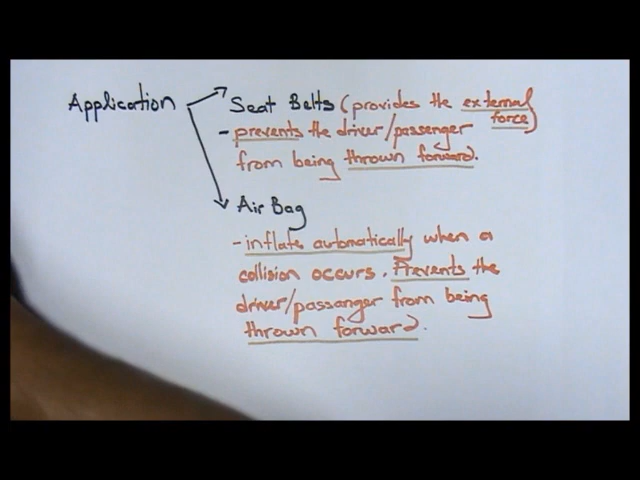 Application
Seat Belts (provides the external force)
- prevents the driver/passenger
from being thrown forward.
Air Bag
- inflate automatically when a
collision occurs. Prevents the
driver/passanger from being
thrown forward.